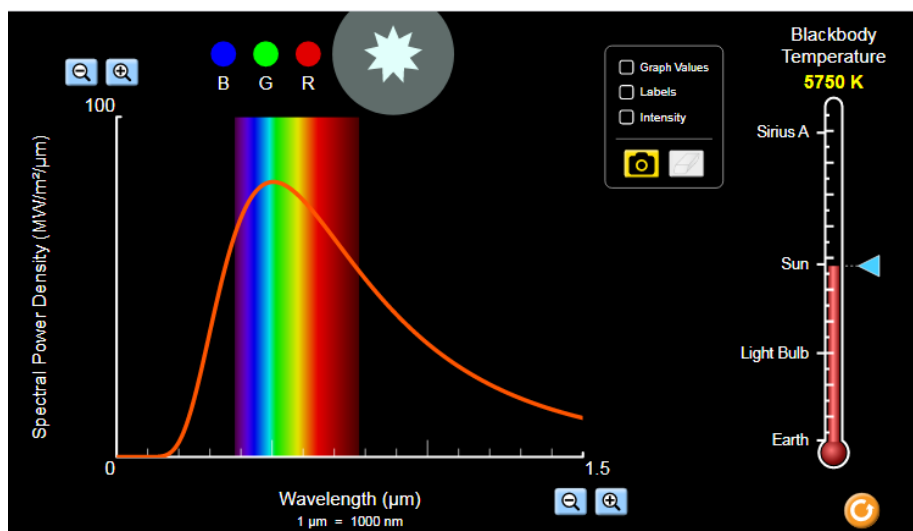 Blackbody
Temperature
5750 K
B G R
Graph Values
Labels
Intensity
100
Spectral Power Density (MW/m²/µm)
Sirius A
Sun
Light Bulb
Earth
0
1.5
Wavelength (µm)
1 µm = 1000 nm